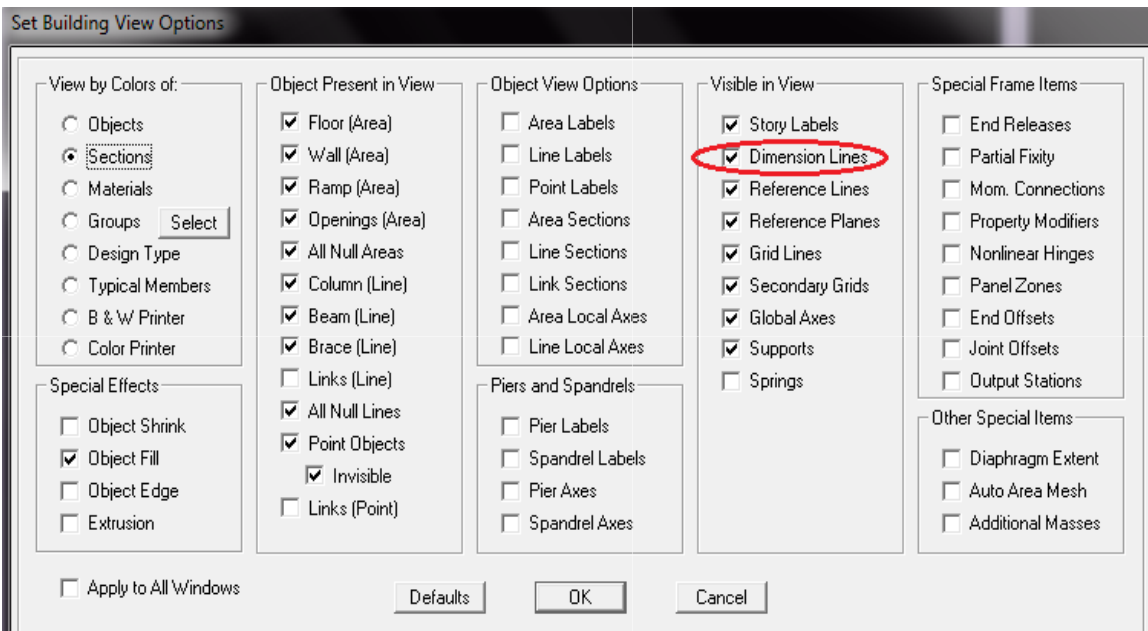 Set Building View Options
View by Colors of:
Objects
Sections
Materials
Groups
Select
Design Type
Typical Members
B & W Printer
Color Printer
Special Effects
Object Shrink
Object Fill
Object Edge
Extrusion
Object Present in View
Floor (Area)
Wall (Area)
Ramp (Area)
Openings (Area)
All Null Areas
Column (Line)
Beam (Line)
Brace (Line)
Links (Line)
All Null Lines
Point Objects
Invisible
Links (Point)
Object View Options
Area Labels
Line Labels
Point Labels
Area Sections
Line Sections
Link Sections
Area Local Axes
Line Local Axes
Piers and Spandrels
Pier Labels
Spandrel Labels
Pier Axes
Spandrel Axes
Visible in View
Story Labels
Dimension Lines
Reference Lines
Reference Planes
Grid Lines
Secondary Grids
Global Axes
Supports
Springs
Special Frame Items
End Releases
Partial Fixity
Mom. Connections
Property Modifiers
Nonlinear Hinges
Panel Zones
End Offsets
Joint Offsets
Output Stations
Other Special Items
Diaphragm Extent
Auto Area Mesh
Additional Masses
Apply to All Windows
Defaults
OK
Cancel